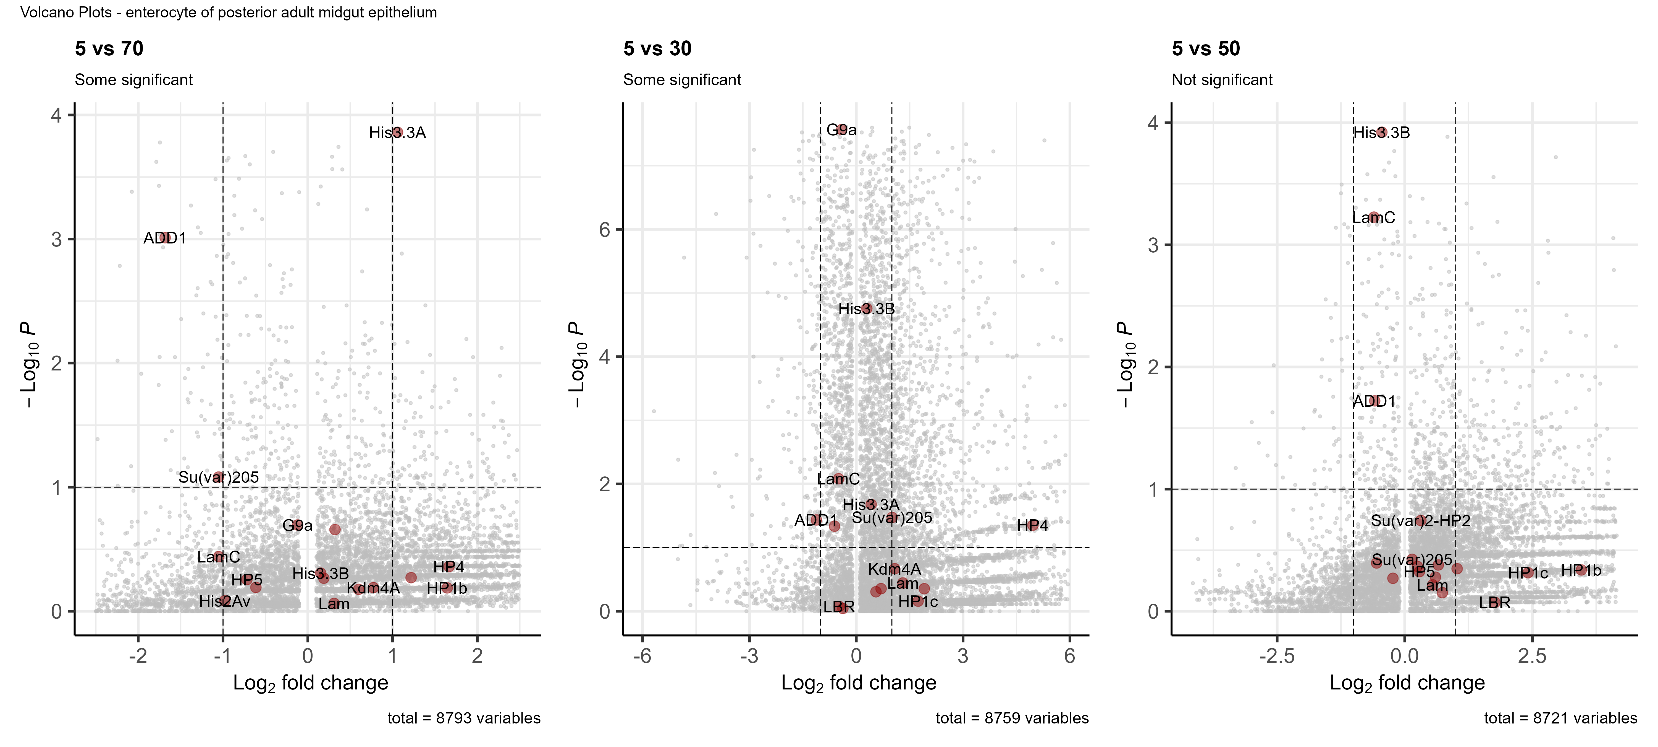 Volcano Plots - enterocyte of posterior adult midgut epithelium
5 vs 70
Some significant
4
3
2
1
0
− Log10 P
His3.3A
ADD1
Su(var)205
G9a
LamC
His3.3B
HP4
HP5
Kdm4A
HP1b
His2Av
Lam
-2
-1
0
1
2
Log2 fold change
total = 8793 variables
5 vs 30
Some significant
6
4
2
0
− Log10 P
G9a
His3.3B
LamC
His3.3A
ADD1
Su(var)205
HP4
Kdm4A
Lam
HP1c
LBR
-6
-3
0
3
6
Log2 fold change
total = 8759 variables
5 vs 50
Not significant
4
3
2
1
0
− Log10 P
His3.3B
LamC
ADD1
Su(var)2-HP2
Su(var)205
HP5
HP1c
HP1b
Lam
LBR
-2.5
0.0
2.5
Log2 fold change
total = 8721 variables